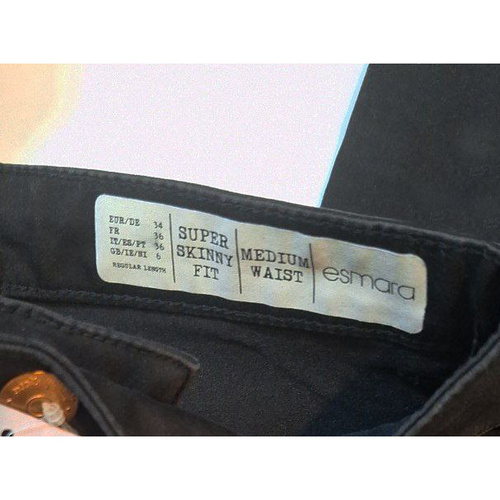 EUR/DE 34
FR 36
IT/ES/PT 36
GB/IE/NI 6
REGULAR LENGTH
SUPER
SKINNY
FIT
MEDIUM
WAIST
esmara